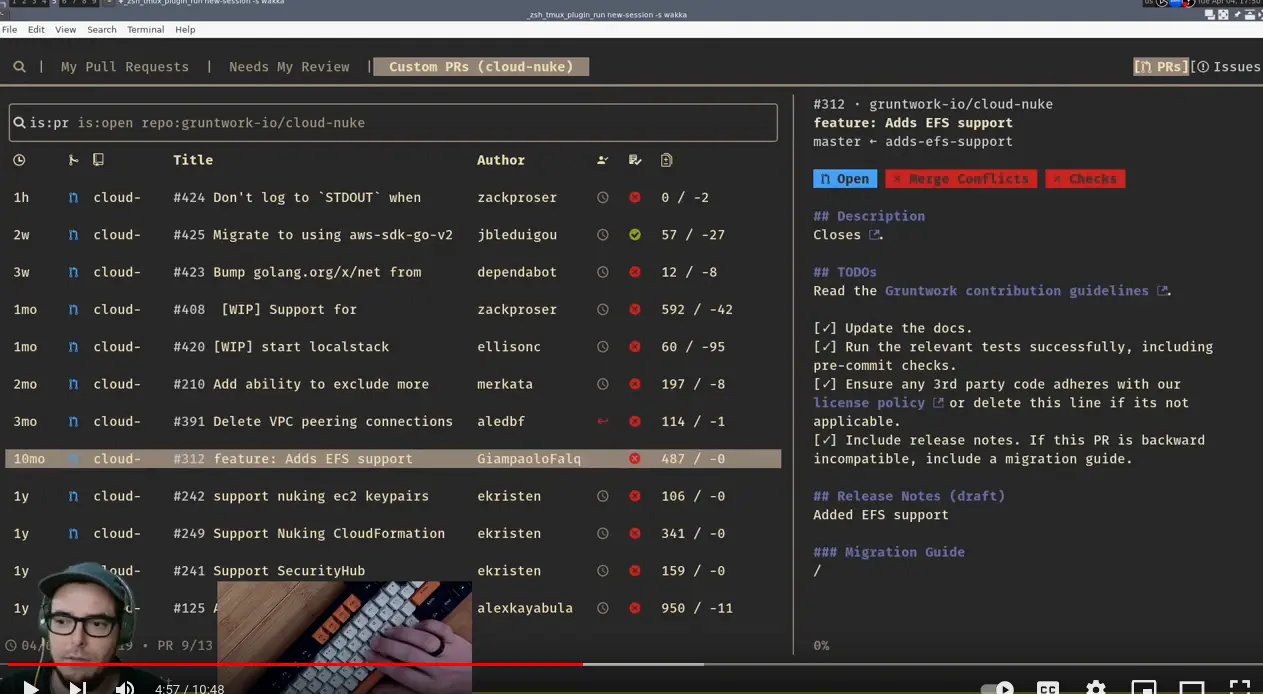 _zsh_tmux_plugin_run new-session -s wakka
_zsh_tmux_plugin_run new-session -s wakka
File Edit View Search Terminal Help
| My Pull Requests | Needs My Review | Custom PRs (cloud-nuke) [ PRs] [ Issues
is:pr is:open repo:gruntwork-io/cloud-nuke
Title Author
1h cloud- #424 Don't log to `STDOUT` when zackproser 0 / -2
2w cloud- #425 Migrate to using aws-sdk-go-v2 jbleduigou 57 / -27
3w cloud- #423 Bump golang.org/x/net from dependabot 12 / -8
1mo cloud- #408 [WIP] Support for zackproser 592 / -42
1mo cloud- #420 [WIP] start localstack ellisonc 60 / -95
2mo cloud- #210 Add ability to exclude more merkata 197 / -8
3mo cloud- #391 Delete VPC peering connections aledbf 114 / -1
10mo cloud- #312 feature: Adds EFS support GiampaoloFalq 487 / -0
1y cloud- #242 support nuking ec2 keypairs ekristen 106 / -0
1y cloud- #249 Support Nuking CloudFormation ekristen 341 / -0
1y oud- #241 Support SecurityHub ekristen 159 / -0
1y #125 alexkayabula 950 / -11
• PR 9/13
#312 · gruntwork-io/cloud-nuke
feature: Adds EFS support
master ← adds-efs-support
Open × Merge Conflicts × Checks
## Description
Closes .
## TODOs
Read the Gruntwork contribution guidelines .
[✓] Update the docs.
[✓] Run the relevant tests successfully, including
pre-commit checks.
[✓] Ensure any 3rd party code adheres with our
license policy or delete this line if its not
applicable.
[✓] Include release notes. If this PR is backward
incompatible, include a migration guide.
## Release Notes (draft)
Added EFS support
### Migration Guide
/
0%
4:57 / 10:48
CC